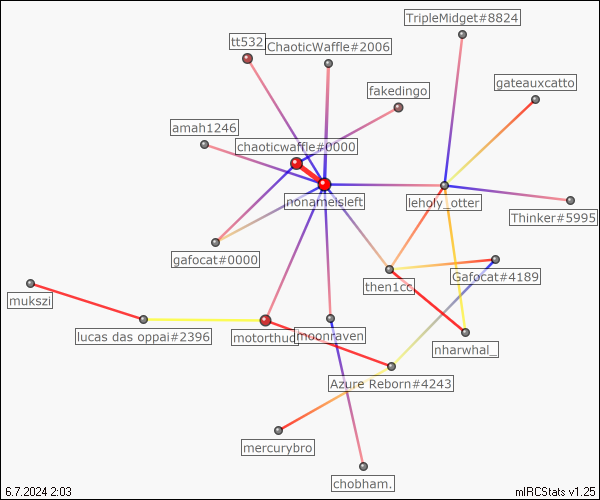 TripleMidget#8824
tt532
ChaoticWaffle#2006
gateauxcatto
fakedingo
amah1246
chaoticwaffle#0000
nonameisleft
leholy_otter
Thinker#5995
gafocat#0000
Gafocat#4189
then1cc
mukszi
lucas das oppai#2396
motorthud
moonraven
nharwhal_
Azure Reborn#4243
mercurybro
chobham.
6.7.2024 2:03
mIRCStats v1.25